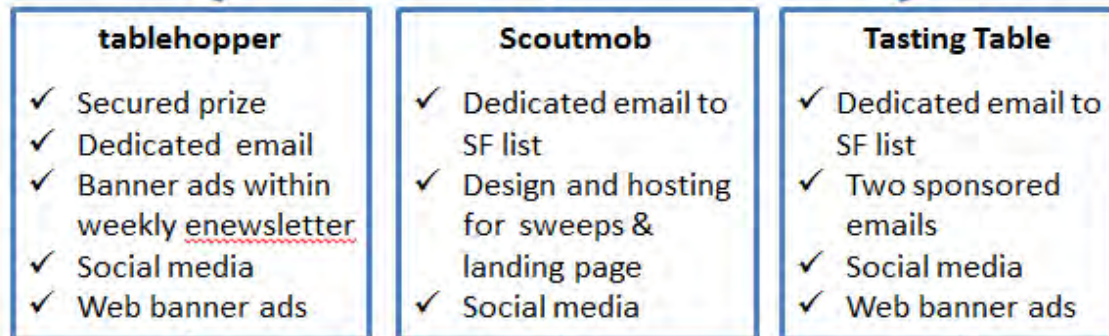 tablehopper
✓ Secured prize
✓ Dedicated email
✓ Banner ads within
weekly enewsletter
✓ Social media
✓ Web banner ads
Scoutmob
✓ Dedicated email to
SF list
✓ Design and hosting
for sweeps &
landing page
✓ Social media
Tasting Table
✓ Dedicated email to
SF list
✓ Two sponsored
emails
✓ Social media
✓ Web banner ads